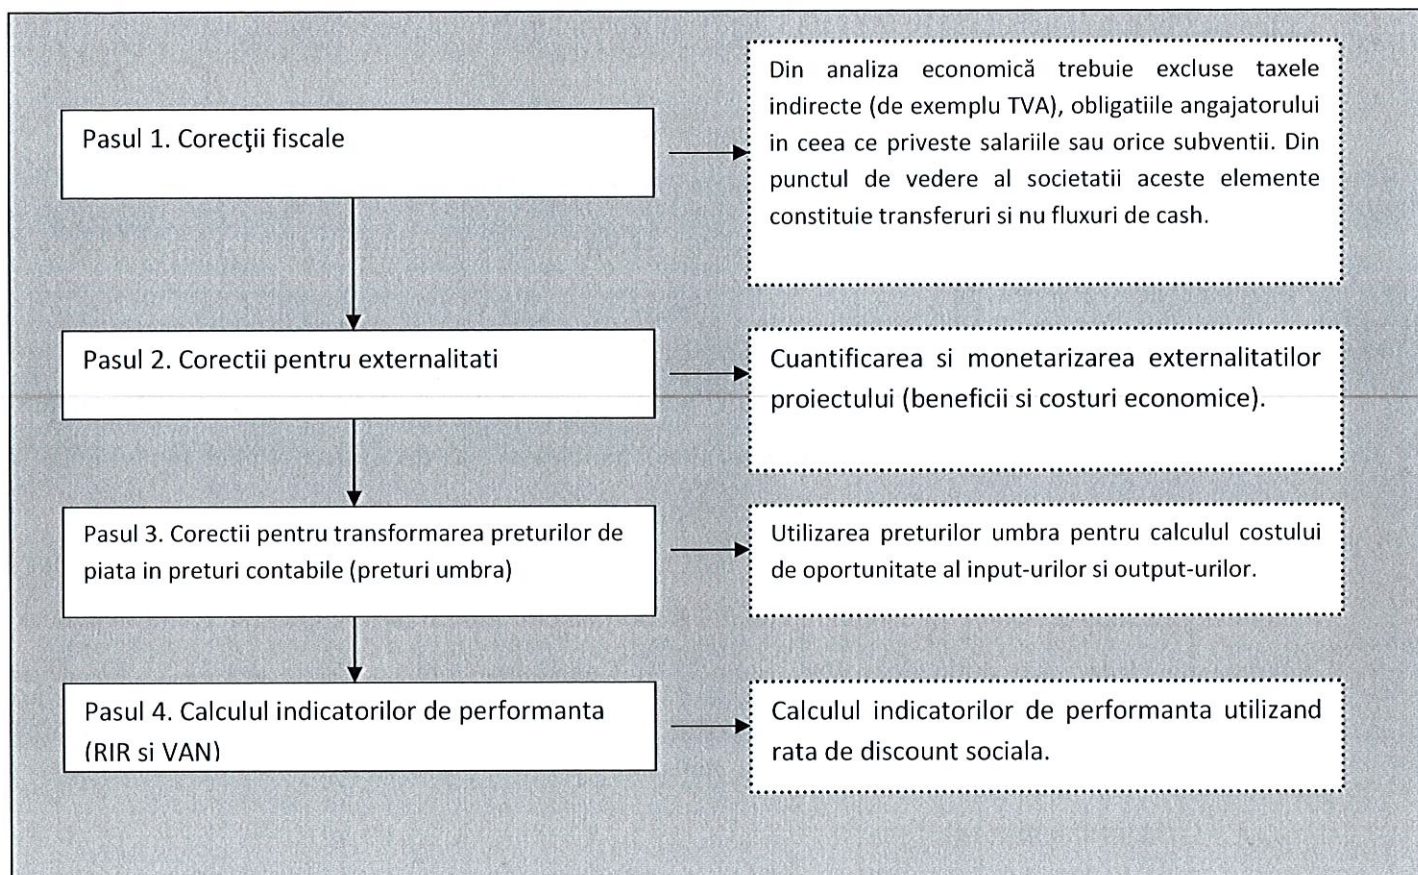 Pasul 1. Corecţii fiscale
Din analiza economică trebuie excluse taxele
indirecte (de exemplu TVA), obligatiile angajatorului
in ceea ce priveste salariile sau orice subventii. Din
punctul de vedere al societatii aceste elemente
constituie transferuri si nu fluxuri de cash.
Pasul 2. Corectii pentru externalitati
Cuantificarea si monetarizarea externalitatilor
proiectului (beneficii si costuri economice).
Pasul 3. Corectii pentru transformarea preturilor de
piata in preturi contabile (preturi umbra)
Utilizarea preturilor umbra pentru calculul costului
de oportunitate al input-urilor si output-urilor.
Pasul 4. Calculul indicatorilor de performanta
(RIR si VAN)
Calculul indicatorilor de performanta utilizand
rata de discount sociala.